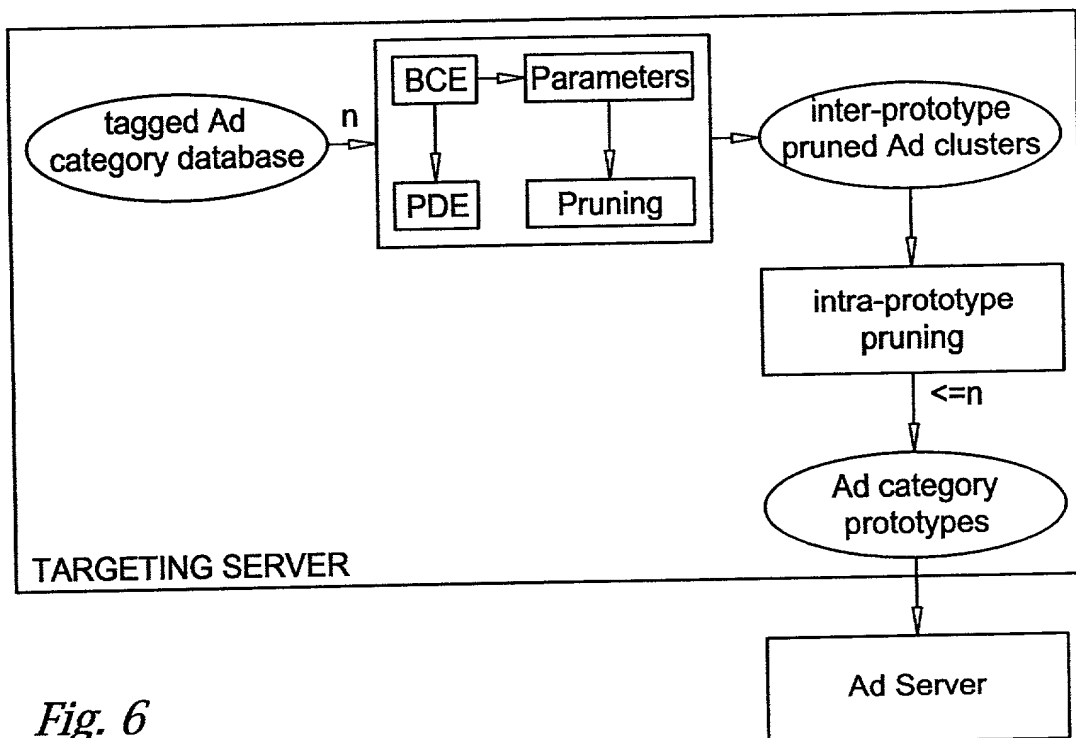 tagged Ad
category database
n
BCE
Parameters
PDE
Pruning
inter-prototype
pruned Ad clusters
intra-prototype
pruning
<=n
Ad category
prototypes
TARGETING SERVER
Ad Server
Fig. 6